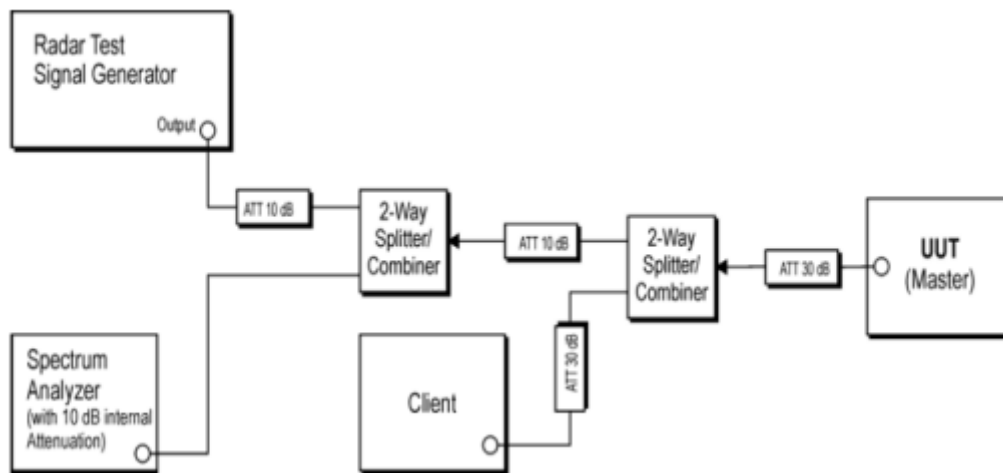 Radar Test
Signal Generator
Output
ATT 10 dB
2-Way
Splitter/
Combiner
ATT 10 dB
2-Way
Splitter/
Combiner
ATT 30 dB
UUT
(Master)
Spectrum
Analyzer
(with 10 dB internal
Attenuation)
Client
ATT 30 dB